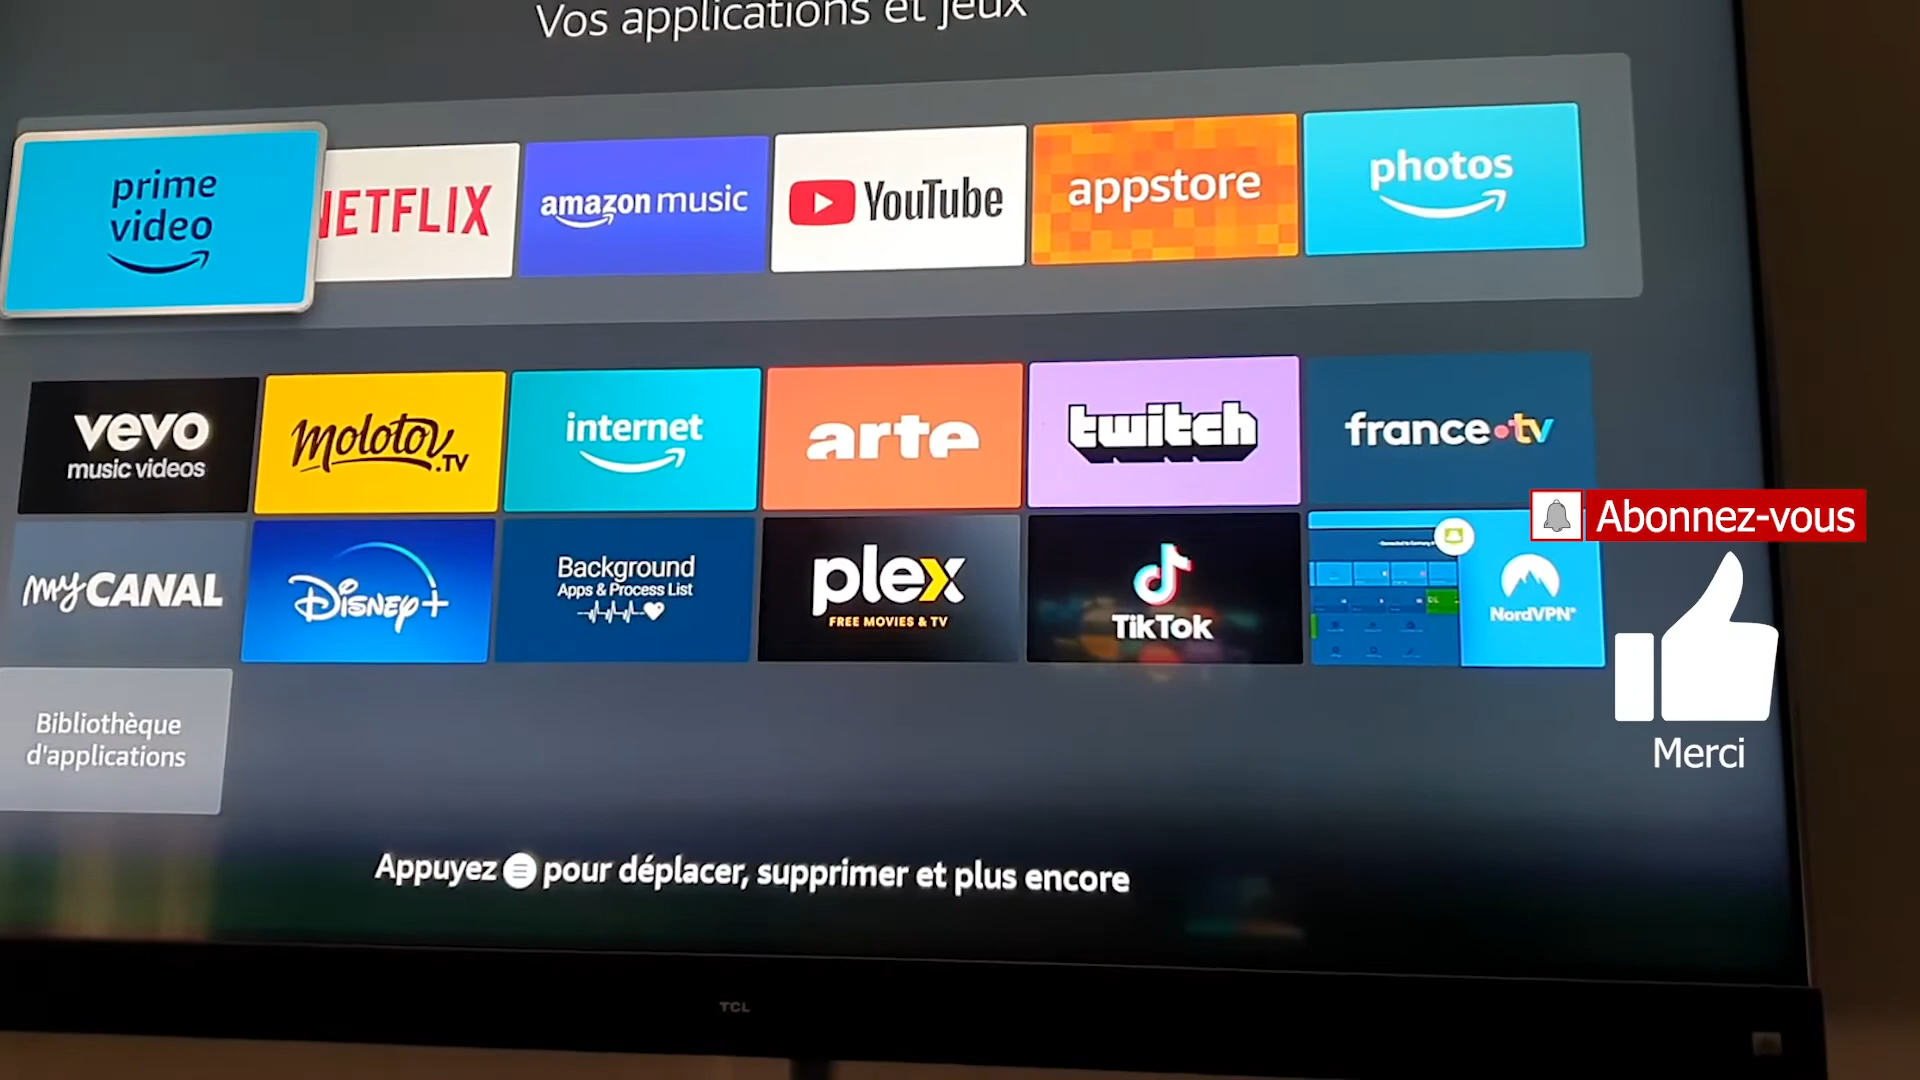 Vos applications et jeux
prime
video
NETFLIX
amazon music
YouTube
appstore
photos
vevo
music videos
molotov.TV
internet
arte
twitch
france•tv
myCANAL
Disney+
Background
Apps & Process List
plex
FREE MOVIES & TV
TikTok
NordVPN®
Abonnez-vous
Merci
Bibliothèque
d'applications
Appuyez pour déplacer, supprimer et plus encore
TCL